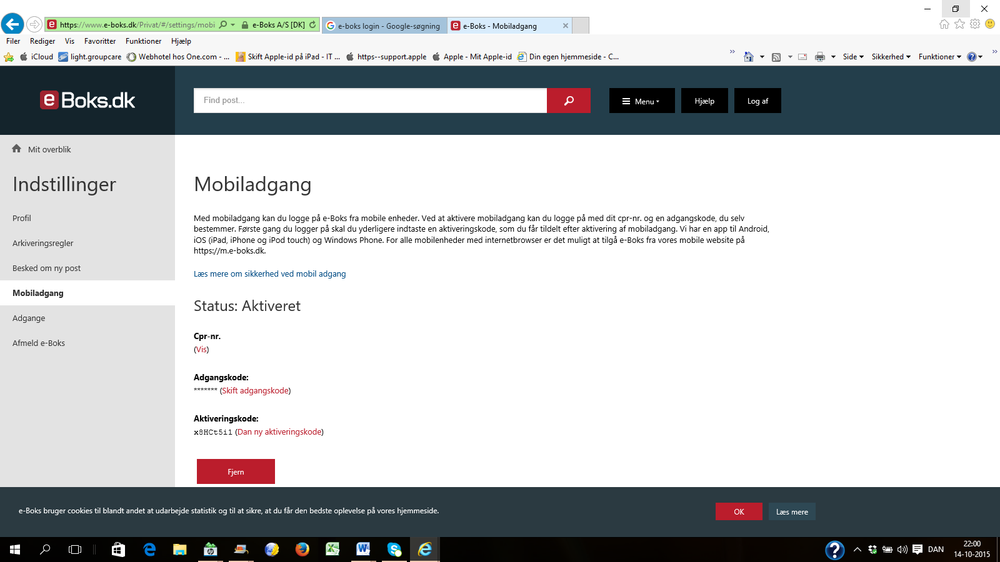 https://www.e-boks.dk/Privat/#/settings/mobi
e-Boks A/S [DK]
e-boks login - Google-søgning
e-Boks - Mobiladgang
Filer Rediger Vis Favoritter Funktioner Hjælp
iCloud light.groupcare Webhotel hos One.com - ... Skift Apple-id på iPad - IT ... https--support.apple Apple - Mit Apple-id Din egen hjemmeside - C...
Side Sikkerhed Funktioner
e Boks.dk
Find post...
Menu
Hjælp
Log af
Mit overblik
Indstillinger
Profil
Arkiveringsregler
Besked om ny post
Mobiladgang
Adgange
Afmeld e-Boks
Mobiladgang
Med mobiladgang kan du logge på e-Boks fra mobile enheder. Ved at aktivere mobiladgang kan du logge på med dit cpr-nr. og en adgangskode, du selv
bestemmer. Første gang du logger på skal du yderligere indtaste en aktiveringskode, som du får tildelt efter aktivering af mobiladgang. Vi har en app til Android,
iOS (iPad, iPhone og iPod touch) og Windows Phone. For alle mobilenheder med internetbrowser er det muligt at tilgå e-Boks fra vores mobile website på
https://m.e-boks.dk.
Læs mere om sikkerhed ved mobil adgang
Status: Aktiveret
Cpr-nr.
(Vis)
Adgangskode:
******* (Skift adgangskode)
Aktiveringskode:
x8HCt5i1 (Dan ny aktiveringskode)
Fjern
e-Boks bruger cookies til blandt andet at udarbejde statistik og til at sikre, at du får den bedste oplevelse på vores hjemmeside.
OK
Læs mere
DAN
22:00
14-10-2015